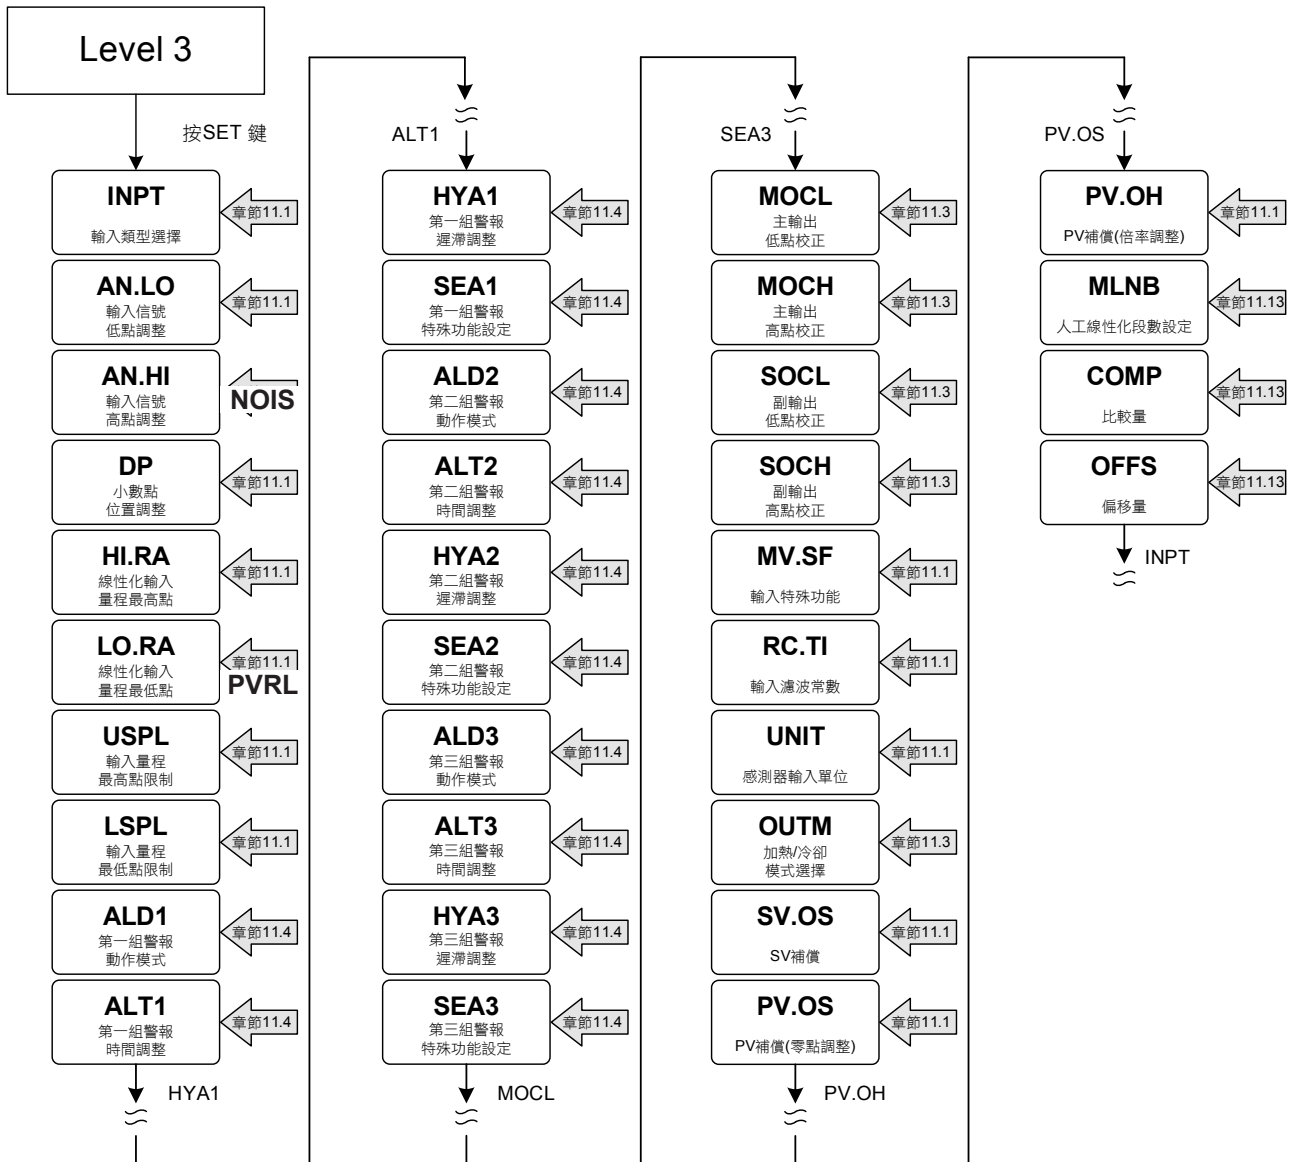 Level 3
按SET 鍵
INPT
輸入類型選擇
章節11.1
AN.LO
輸入信號
低點調整
章節11.1
AN.HI
輸入信號
高點調整
NOIS
DP
小數點
位置調整
章節11.1
HI.RA
線性化輸入
量程最高點
章節11.1
LO.RA
線性化輸入
量程最低點
章節11.1
PVRL
USPL
輸入量程
最高點限制
章節11.1
LSPL
輸入量程
最低點限制
章節11.1
ALD1
第一組警報
動作模式
章節11.4
ALT1
第一組警報
時間調整
章節11.4
HYA1
ALT1
HYA1
第一組警報
遲滯調整
章節11.4
SEA1
第一組警報
特殊功能設定
章節11.4
ALD2
第二組警報
動作模式
章節11.4
ALT2
第二組警報
時間調整
章節11.4
HYA2
第二組警報
遲滯調整
章節11.4
SEA2
第二組警報
特殊功能設定
章節11.4
ALD3
第三組警報
動作模式
章節11.4
ALT3
第三組警報
時間調整
章節11.4
HYA3
第三組警報
遲滯調整
章節11.4
SEA3
第三組警報
特殊功能設定
章節11.4
MOCL
SEA3
MOCL
主輸出
低點校正
章節11.3
MOCH
主輸出
高點校正
章節11.3
SOCL
副輸出
低點校正
章節11.3
SOCH
副輸出
高點校正
章節11.3
MV.SF
輸入特殊功能
章節11.1
RC.TI
輸入濾波常數
章節11.1
UNIT
感測器輸入單位
章節11.1
OUTM
加熱/冷卻
模式選擇
章節11.3
SV.OS
SV補償
章節11.1
PV.OS
PV補償(零點調整)
章節11.1
PV.OH
PV.OS
PV.OH
PV補償(倍率調整)
章節11.1
MLNB
人工線性化段數設定
章節11.13
COMP
比較量
章節11.13
OFFS
偏移量
章節11.13
INPT